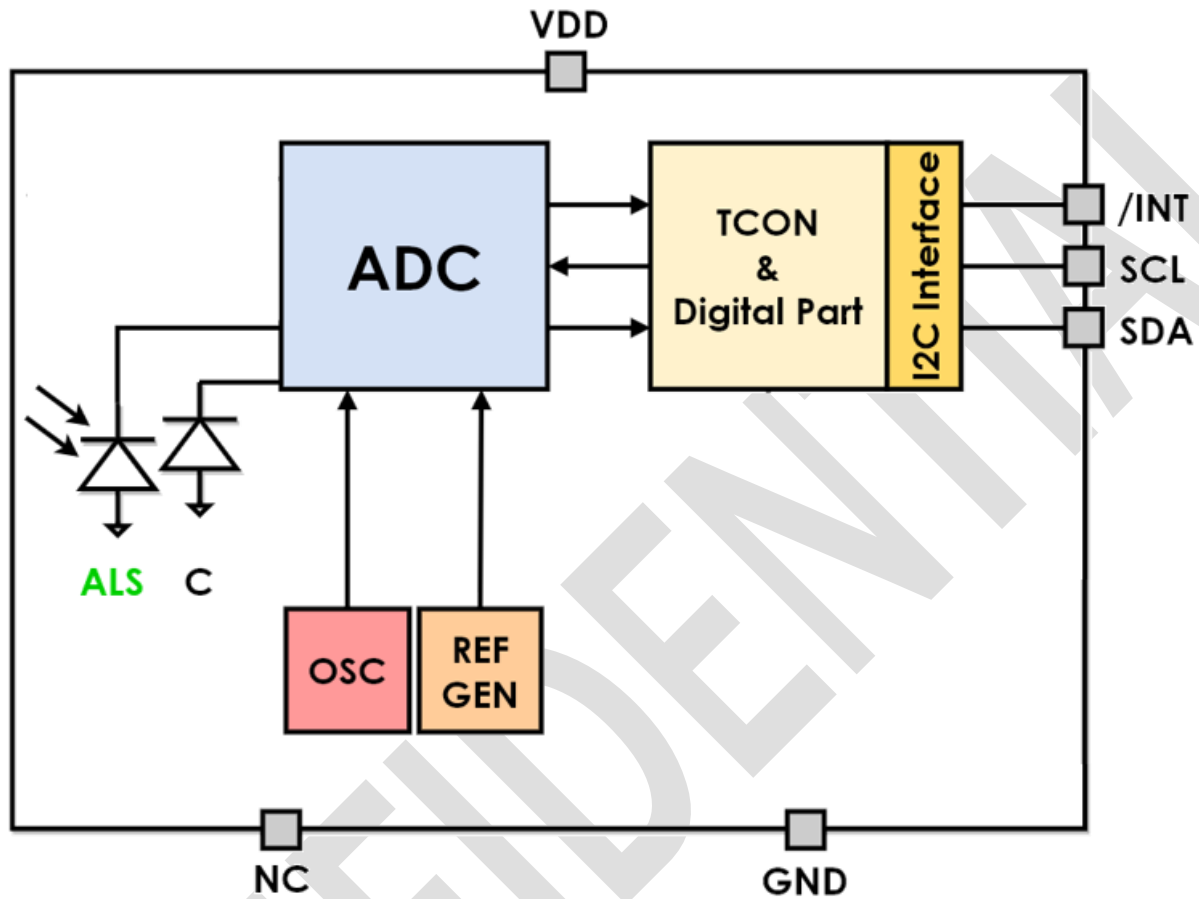 VDD
ADC
TCON
&
Digital Part
I2C Interface
/INT
SCL
SDA
ALS
C
OSC
REF
GEN
NC
GND